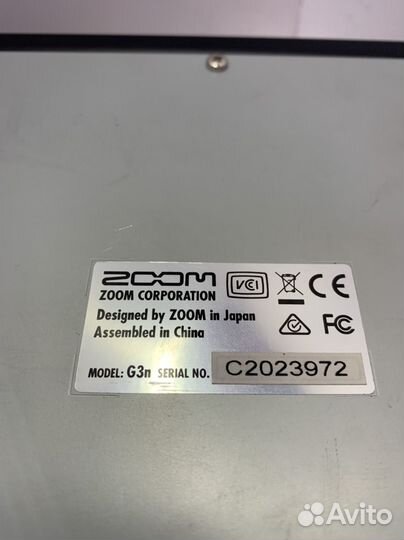 ZOOM
ZOOM CORPORATION
VCI
CE
Designed by ZOOM in Japan
Assembled in China
FC
MODEL: G3n SERIAL NO. C2023972
Avito